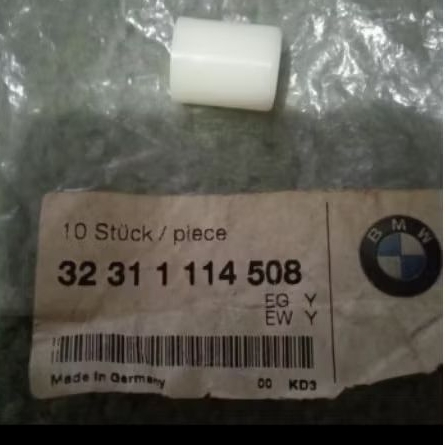 10 Stück / piece
32 31 1 114 508
EG Y
EW Y
Made in Germany 00 KD3
BMW